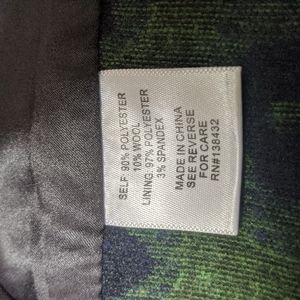 SELF: 90% POLYESTER
10% WOOL
LINING: 97% POLYESTER
3% SPANDEX
MADE IN CHINA
SEE REVERSE
FOR CARE
RN#138432